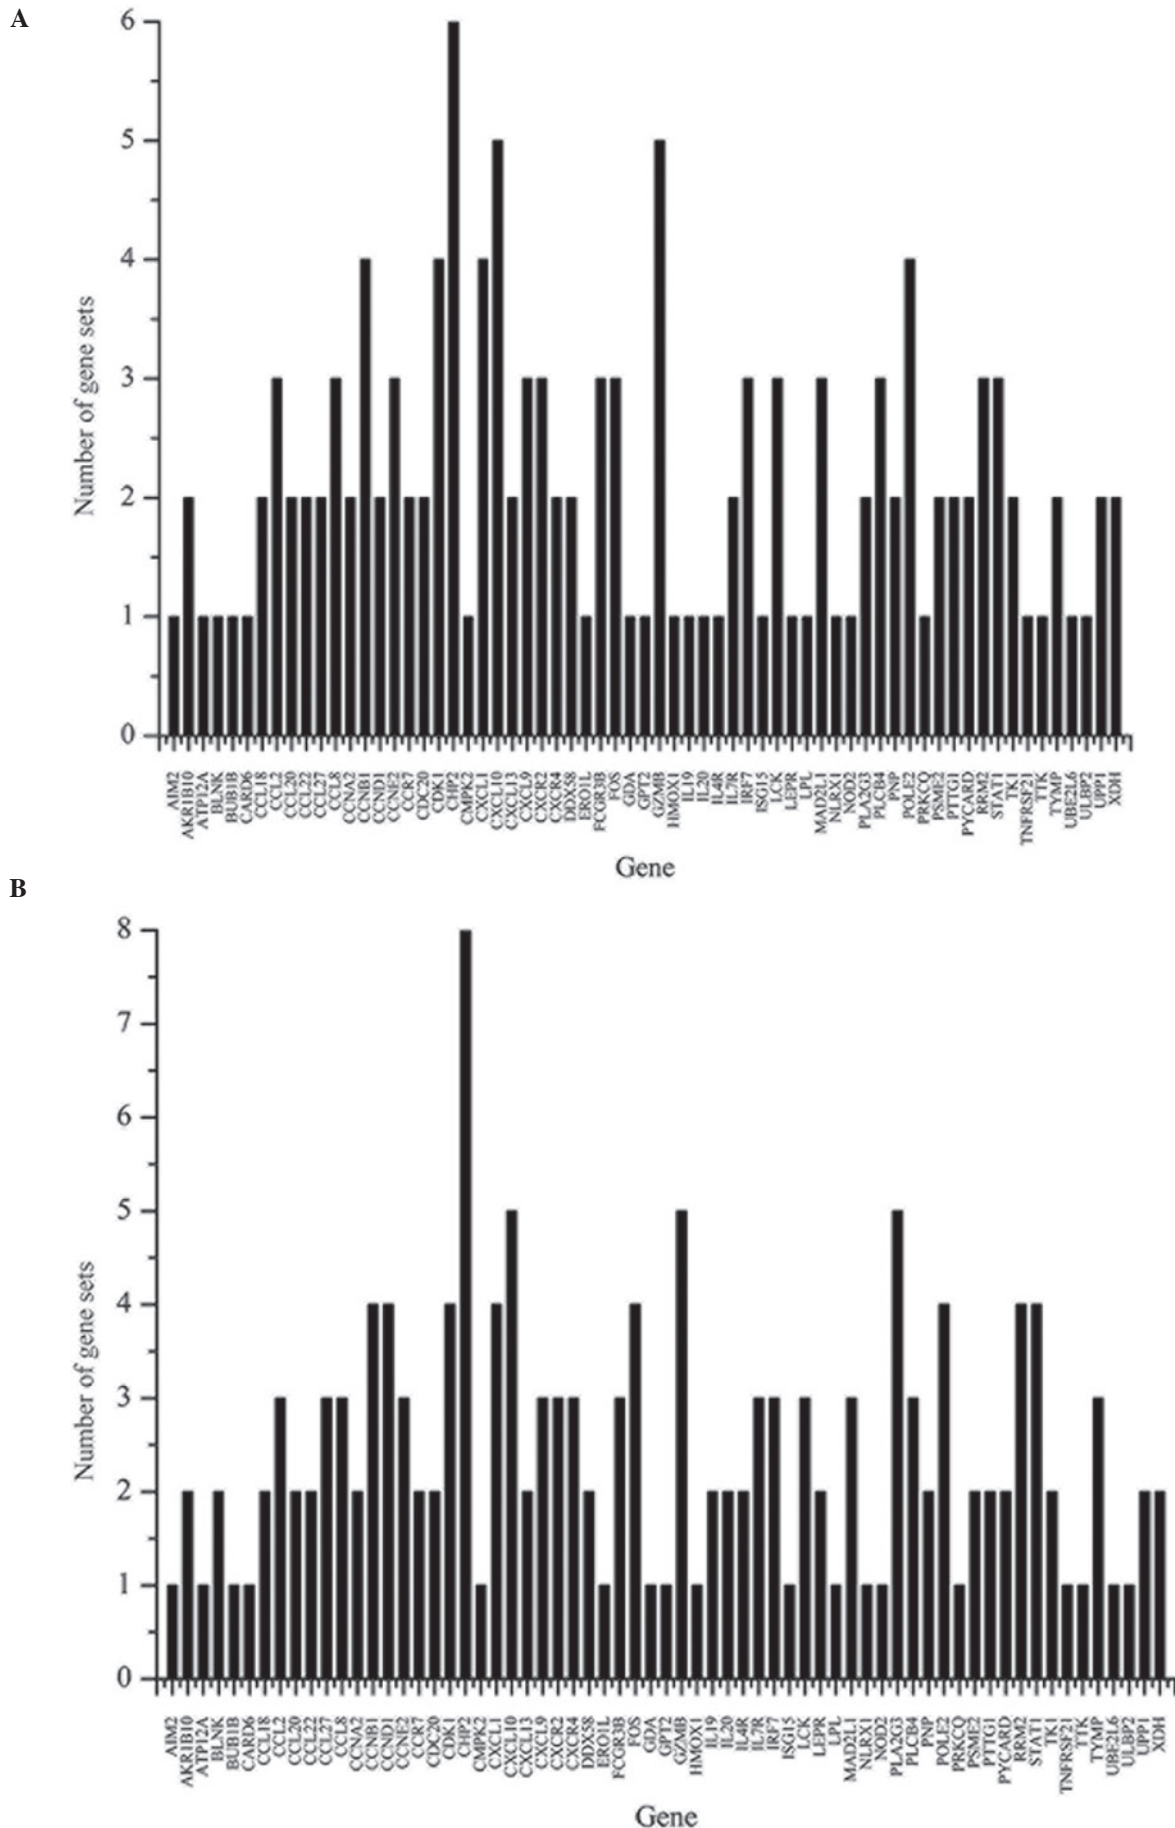 A
6
5
4
3
2
1
0
Number of gene sets
AIM2 AKR1B10 ATP12A BLNK BUB1B CARD6 CCL18 CCL2 CCL20 CCL22 CCL27 CCL8 CCNA2 CCNB1 CCND1 CCNE2 CCR7 CDC20 CDK1 CHP2 CMPK2 CXCL1 CXCL10 CXCL13 CXCL9 CXCR2 CXCR4 DDX58 ERO1L FCGR3B FOS GDA GPT2 GZMB HMOX1 IL19 IL20 IL4R IL7R IRF7 ISG15 LCK LEPR LPL MAD2L1 NLRX1 NOD2 PLA2G3 PLCB4 PNP POLE2 PRKCQ PSME2 PTTG1 PYCARD RRM2 STAT1 TK1 TNFRSF21 TTK TYMP UBE2L6 ULBP2 UPP1 XDH
Gene
B
8
7
6
5
4
3
2
1
0
Number of gene sets
AIM2 AKR1B10 ATP12A BLNK BUB1B CARD6 CCL18 CCL2 CCL20 CCL22 CCL27 CCL8 CCNA2 CCNB1 CCND1 CCNE2 CCR7 CDC20 CDK1 CHP2 CMPK2 CXCL1 CXCL10 CXCL13 CXCL9 CXCR2 CXCR4 DDX58 ERO1L FCGR3B FOS GDA GPT2 GZMB HMOX1 IL19 IL20 IL4R IL7R IRF7 ISG15 LCK LEPR LPL MAD2L1 NLRX1 NOD2 PLA2G3 PLCB4 PNP POLE2 PRKCQ PSME2 PTTG1 PYCARD RRM2 STAT1 TK1 TNFRSF21 TTK TYMP UBE2L6 ULBP2 UPP1 XDH
Gene